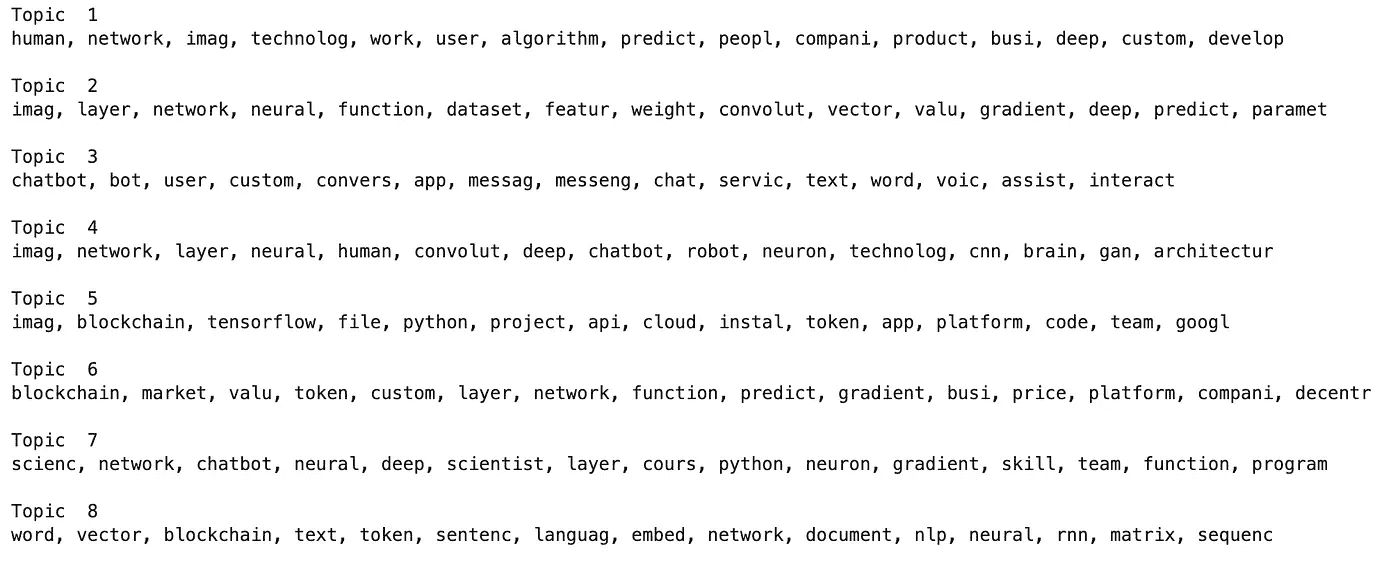 Topic  1
human, network, imag, technolog, work, user, algorithm, predict, peopl, compani, product, busi, deep, custom, develop
Topic  2
imag, layer, network, neural, function, dataset, featur, weight, convolut, vector, valu, gradient, deep, predict, paramet
Topic  3
chatbot, bot, user, custom, convers, app, messag, messeng, chat, servic, text, word, voic, assist, interact
Topic  4
imag, network, layer, neural, human, convolut, deep, chatbot, robot, neuron, technolog, cnn, brain, gan, architectur
Topic  5
imag, blockchain, tensorflow, file, python, project, api, cloud, instal, token, app, platform, code, team, googl
Topic  6
blockchain, market, valu, token, custom, layer, network, function, predict, gradient, busi, price, platform, compani, decentr
Topic  7
scienc, network, chatbot, neural, deep, scientist, layer, cours, python, neuron, gradient, skill, team, function, program
Topic  8
word, vector, blockchain, text, token, sentenc, languag, embed, network, document, nlp, neural, rnn, matrix, sequenc